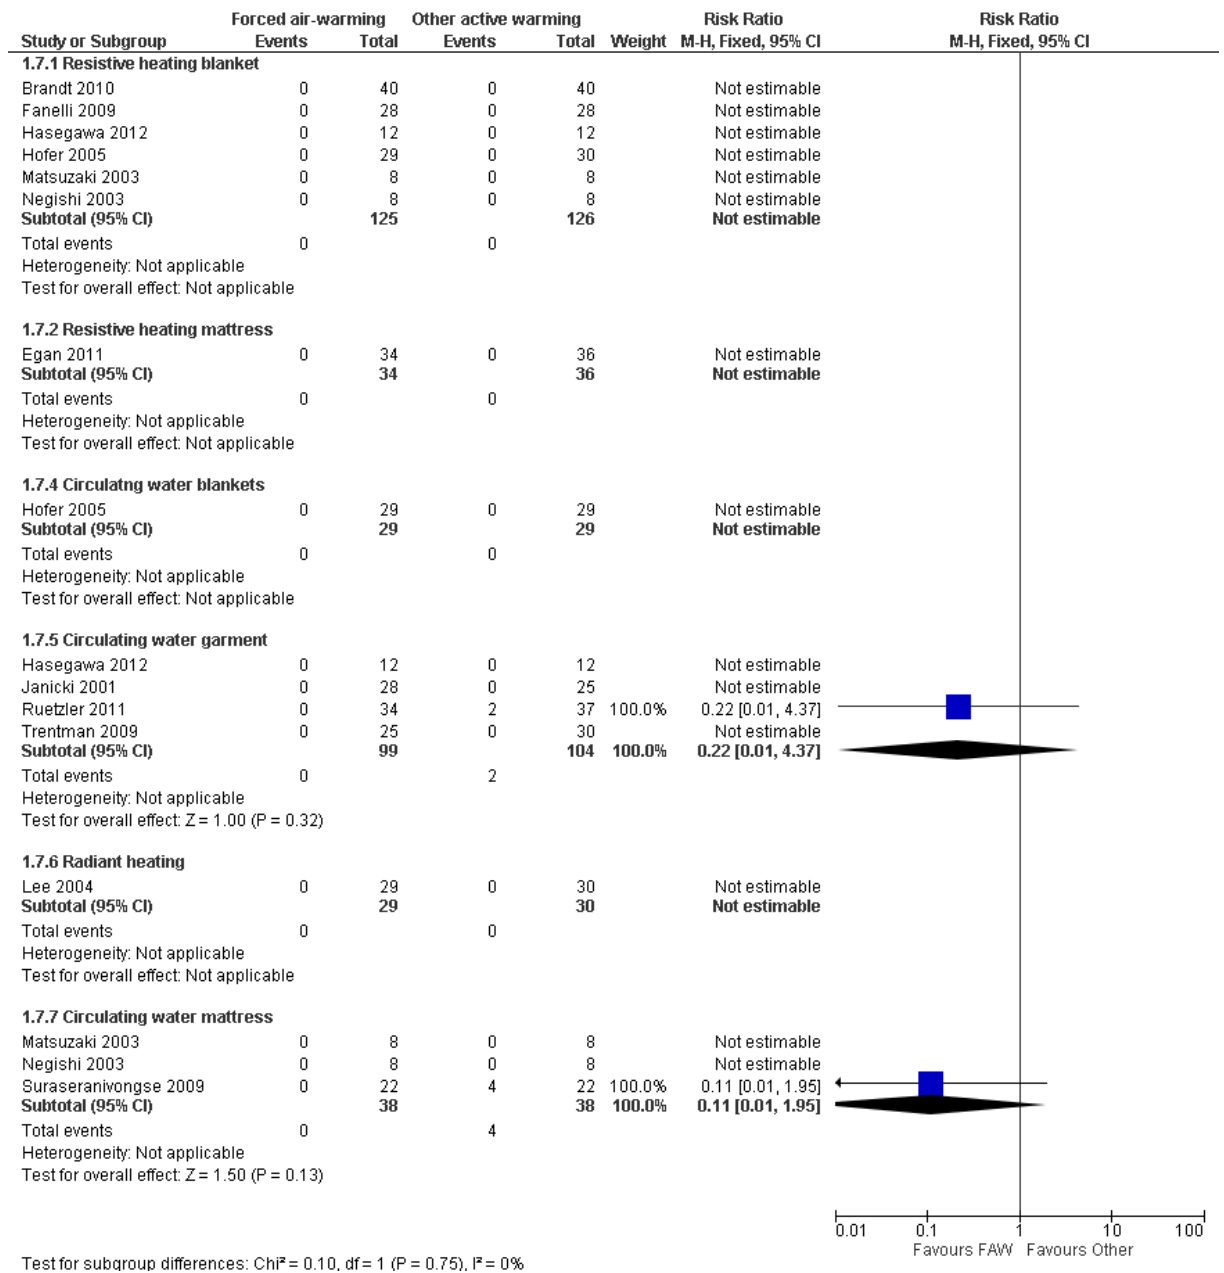 Forced air-warming Other active warming Risk Ratio Risk Ratio
Study or Subgroup Events Total Events Total Weight M-H, Fixed, 95% CI M-H, Fixed, 95% CI
1.7.1 Resistive heating blanket
Brandt 2010 0 40 0 40 Not estimable
Fanelli 2009 0 28 0 28 Not estimable
Hasegawa 2012 0 12 0 12 Not estimable
Hofer 2005 0 29 0 30 Not estimable
Matsuzaki 2003 0 8 0 8 Not estimable
Negishi 2003 0 8 0 8 Not estimable
Subtotal (95% CI) 125 126 Not estimable
Total events 0 0
Heterogeneity: Not applicable
Test for overall effect: Not applicable
1.7.2 Resistive heating mattress
Egan 2011 0 34 0 36 Not estimable
Subtotal (95% CI) 34 36 Not estimable
Total events 0 0
Heterogeneity: Not applicable
Test for overall effect: Not applicable
1.7.4 Circulatng water blankets
Hofer 2005 0 29 0 29 Not estimable
Subtotal (95% CI) 29 29 Not estimable
Total events 0 0
Heterogeneity: Not applicable
Test for overall effect: Not applicable
1.7.5 Circulating water garment
Hasegawa 2012 0 12 0 12 Not estimable
Janicki 2001 0 28 0 25 Not estimable
Ruetzler 2011 0 34 2 37 100.0% 0.22 [0.01, 4.37]
Trentman 2009 0 25 0 30 Not estimable
Subtotal (95% CI) 99 104 100.0% 0.22 [0.01, 4.37]
Total events 0 2
Heterogeneity: Not applicable
Test for overall effect: Z = 1.00 (P = 0.32)
1.7.6 Radiant heating
Lee 2004 0 29 0 30 Not estimable
Subtotal (95% CI) 29 30 Not estimable
Total events 0 0
Heterogeneity: Not applicable
Test for overall effect: Not applicable
1.7.7 Circulating water mattress
Matsuzaki 2003 0 8 0 8 Not estimable
Negishi 2003 0 8 0 8 Not estimable
Suraseranivongse 2009 0 22 4 22 100.0% 0.11 [0.01, 1.95]
Subtotal (95% CI) 38 38 100.0% 0.11 [0.01, 1.95]
Total events 0 4
Heterogeneity: Not applicable
Test for overall effect: Z = 1.50 (P = 0.13)
0.01 0.1 1 10 100
Favours FAW Favours Other
Test for subgroup differences: Chi² = 0.10, df = 1 (P = 0.75), I² = 0%